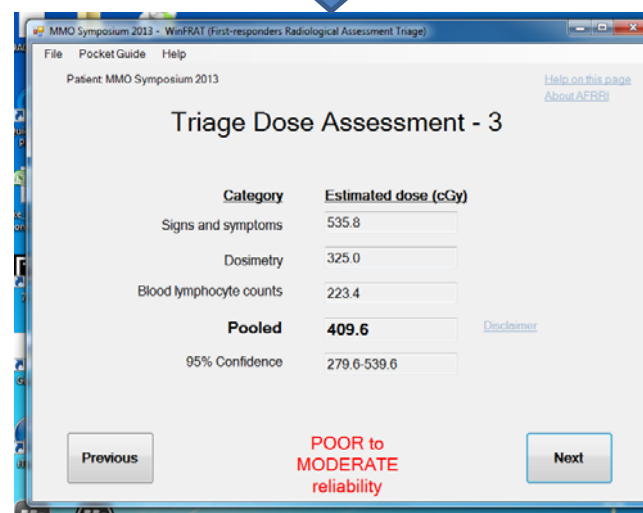 MMO Symposium 2013 - WinFRAT (First-responders Radiological Assessment Triage)
File Pocket Guide Help
Patient: MMO Symposium 2013
Help on this page
About AFRRI
Triage Dose Assessment - 3
Category Estimated dose (cGy)
Signs and symptoms 535.8
Dosimetry 325.0
Blood lymphocyte counts 223.4
Pooled 409.6 Disclaimer
95% Confidence 279.6-539.6
Previous
POOR to
MODERATE
reliability
Next